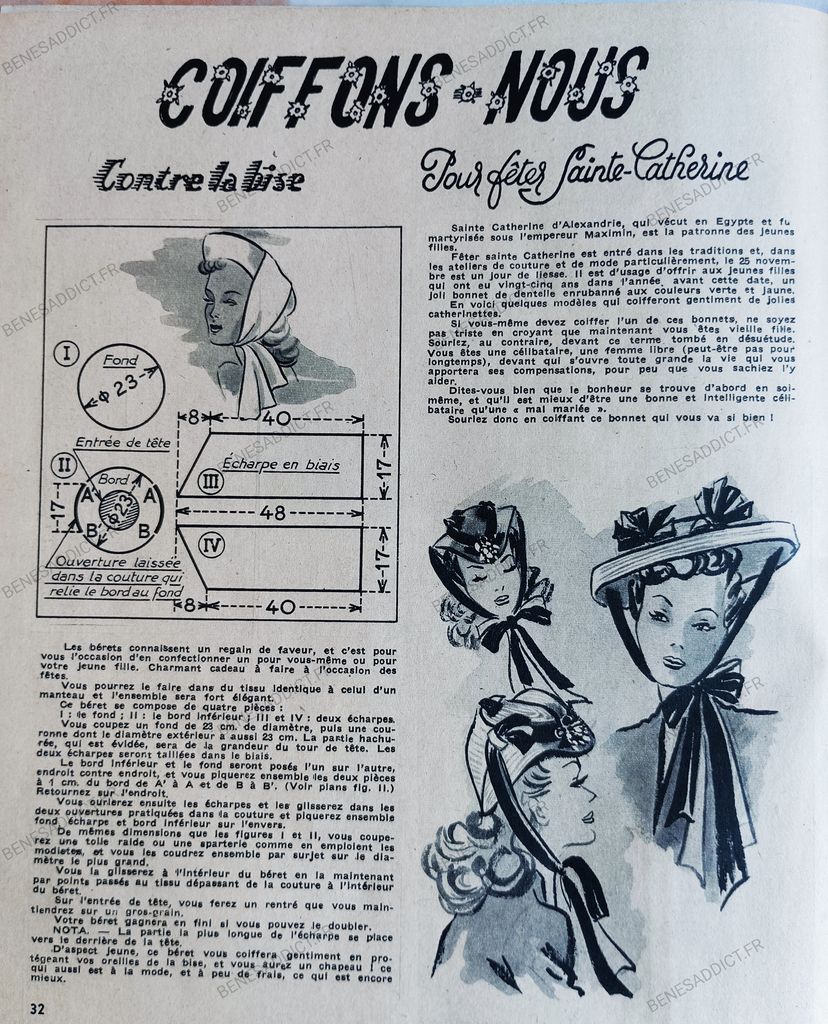 COIFFONS-NOUS
Contre la bise
Pour fêter Sainte-Catherine
I
Fond
φ 23
8
40
Entrée de tête
II
Bord
A' A
φ 23
17
B' B
III
Echarpe en biais
17
48
IV
17
Ouverture laissée
dans la couture qui
relie le bord au fond
8
40
Les bérets connaissent un regain de faveur, et c'est pour
vous l'occasion d'en confectionner un pour vous-même ou pour
votre jeune fille. Charmant cadeau à faire à l'occasion des
fêtes.
Vous pourrez le faire dans du tissu identique à celui d'un
manteau et l'ensemble sera fort élégant.
Ce béret se compose de quatre pièces :
I : le fond ; II : le bord inférieur ; III et IV : deux écharpes.
Vous coupez un fond de 23 cm. de diamètre, puis une cou-
ronne dont le diamètre extérieur a aussi 23 cm. La partie hachu-
rée, qui est évidée, sera de la grandeur du tour de tête. Les
deux écharpes seront taillées dans le biais.
Le bord inférieur et le fond seront posés l'un sur l'autre,
endroit contre endroit, et vous piquerez ensemble les deux pièces
à 1 cm. du bord de A' à A et de B à B'. (Voir plans fig. II.)
Retournez sur l'endroit.
Vous ourlerez ensuite les écharpes et les glisserez dans les
deux ouvertures pratiquées dans la couture et piquerez ensemble
fond, écharpe et bord inférieur sur l'envers.
De mêmes dimensions que les figures I et II, vous coupe-
rez une toile raide ou une sparterie comme en emploient les
modistes, et vous les coudrez ensemble par surjet sur le dia-
mètre le plus grand.
Vous la glisserez à l'intérieur du béret en la maintenant
par points passés au tissu dépassant de la couture à l'intérieur
du béret.
Sur l'entrée de tête, vous ferez un rentré que vous main-
tiendrez sur un gros-grain.
Votre béret gagnera en fini si vous pouvez le doubler.
NOTA. — La partie la plus longue de l'écharpe se place
vers le derrière de la tête.
D'aspect jeune, ce béret vous coiffera gentiment en pro-
tégeant vos oreilles de la bise, et vous aurez un chapeau ! ce
qui aussi est à la mode, et à peu de frais, ce qui est encore
mieux.
32
Sainte Catherine d'Alexandrie, qui vécut en Egypte et fu
martyrisée sous l'empereur Maximin, est la patronne des jeunes
filles.
Fêter sainte Catherine est entré dans les traditions et, dans
les ateliers de couture et de mode particulièrement, le 25 novem-
bre est un jour de liesse. Il est d'usage d'offrir aux jeunes filles
qui ont eu vingt-cinq ans dans l'année, avant cette date, un
joli bonnet de dentelle enrubanné aux couleurs verte et jaune.
En voici quelques modèles qui coifferont gentiment de jolies
catherinettes.
Si vous-même devez coiffer l'un de ces bonnets, ne soyez
pas triste en croyant que maintenant vous êtes vieille fille.
Souriez, au contraire, devant ce terme tombé en désuétude.
Vous êtes une célibataire, une femme libre (peut-être pas pour
longtemps), devant qui s'ouvre toute grande la vie qui vous
apportera ses compensations, pour peu que vous sachiez l'y
aider.
Dites-vous bien que le bonheur se trouve d'abord en soi-
même, et qu'il est mieux d'être une bonne et intelligente céli-
bataire qu'une « mal mariée ».
Souriez donc en coiffant ce bonnet qui vous va si bien !
BENESADDICT.FR